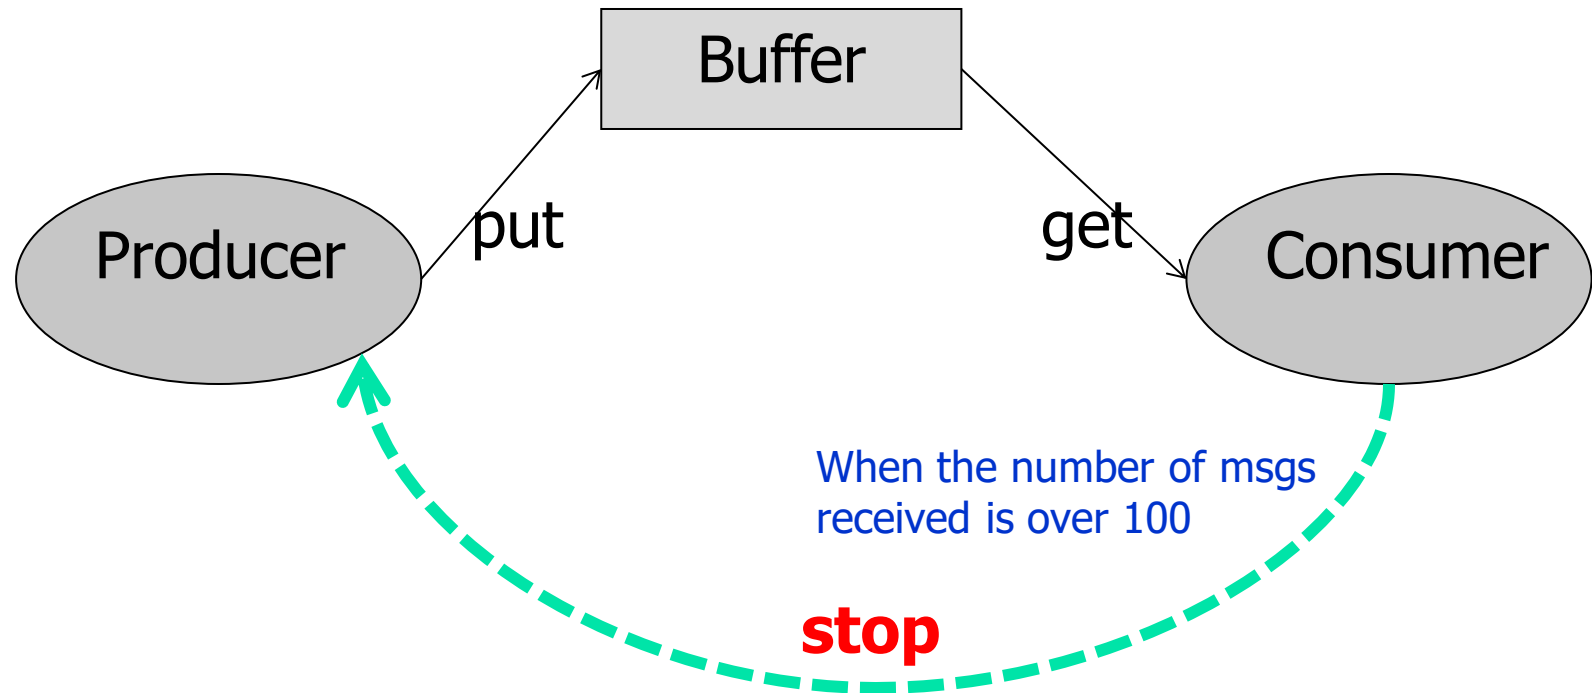 Buffer
put
get
Producer
Consumer
When the number of msgs
received is over 100
stop